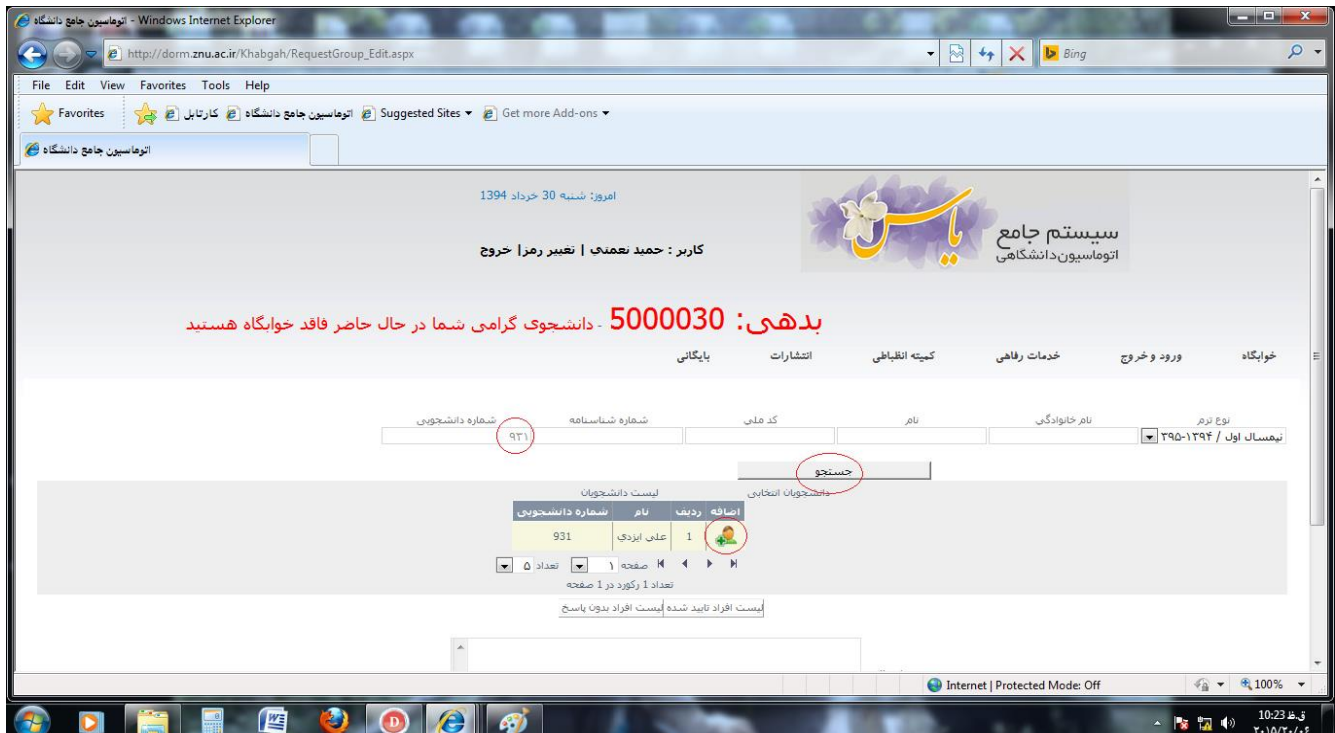 اتوماسیون جامع دانشگاه - Windows Internet Explorer
http://dorm.znu.ac.ir/Khabgah/RequestGroup_Edit.aspx
Bing
File Edit View Favorites Tools Help
Favorites کارتابل اتوماسیون جامع دانشگاه Suggested Sites Get more Add-ons
اتوماسیون جامع دانشگاه
امروز: شنبه 30 خرداد 1394
یاس
سیستم جامع
اتوماسیون‌دانشگاهی
کاربر : حمید نعمتي | تغییر رمز| خروج
بدهی: 5000030 - دانشجوی گرامی شما در حال حاضر فاقد خوابگاه هستید
خوابگاه ورود و خروج خدمات رفاهی کمیته انظباطی انتشارات بایگانی
نوع ترم نام خانوادگی نام کد ملی شماره شناسنامه شماره دانشجویی
نیمسال اول / ۱۳۹۴-۳۹۵ ۹۳۱
جستجو
دانشجویان انتخابی لیست دانشجویان
اضافه ردیف نام شماره دانشجویی
1 علی ایزدي 931
صفحه ۱ تعداد ۵
تعداد 1 رکورد در 1 صفحه
لیست افراد تایید شده لیست افراد بدون پاسخ
Internet | Protected Mode: Off 100%
10:23 ق.ظ
۲۰۱۵/۲۰/۰۶